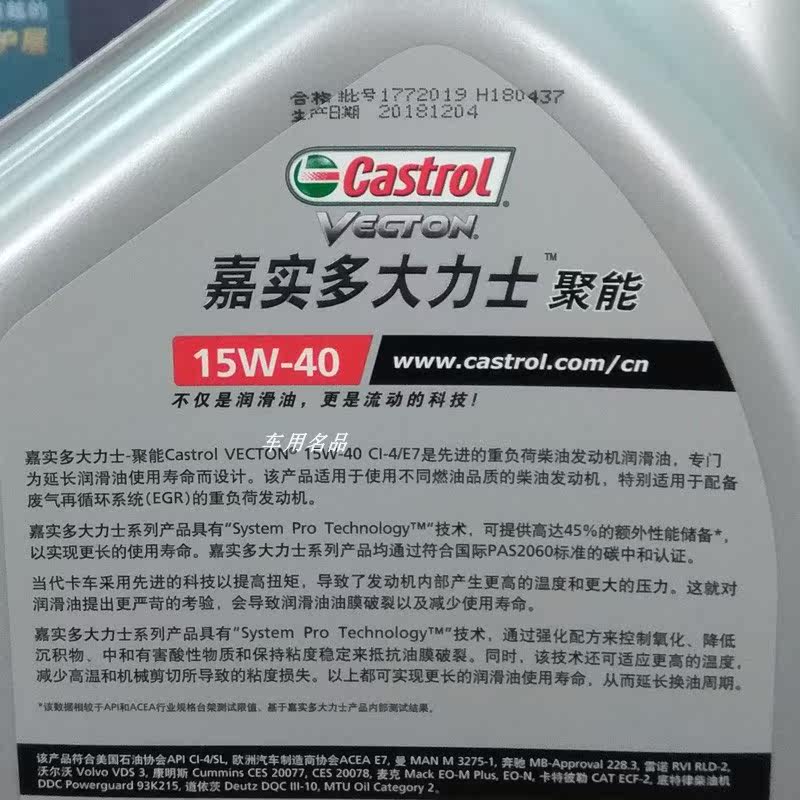 护层
合格 批号1772019 H180437
生产日期 20181204
Castrol
VECTON
嘉实多大力士™ 聚能
15W-40 www.castrol.com/cn
不仅是润滑油，更是流动的科技！
车用名品
嘉实多大力士-聚能Castrol VECTON® 15W-40 CI-4/E7是先进的重负荷柴油发动机润滑油，专门
为延长润滑油使用寿命而设计。该产品适用于使用不同燃油品质的柴油发动机，特别适用于配备
废气再循环系统(EGR)的重负荷发动机。
嘉实多大力士系列产品具有"System Pro Technology™"技术，可提供高达45%的额外性能储备*，
以实现更长的使用寿命。嘉实多大力士系列产品均通过符合国际PAS2060标准的碳中和认证。
当代卡车采用先进的科技以提高扭矩，导致了发动机内部产生更高的温度和更大的压力。这就对
润滑油提出更严苛的考验，会导致润滑油油膜破裂以及减少使用寿命。
嘉实多大力士系列产品具有"System Pro Technology™"技术，通过强化配方来控制氧化、降低
沉积物、中和有害酸性物质和保持粘度稳定来抵抗油膜破裂。同时，该技术还可适应更高的温度，
减少高温和机械剪切所导致的粘度损失。以上都可实现更长的润滑油使用寿命，从而延长换油周期。
*该数据相较于API和ACEA行业规格台架测试限值、基于嘉实多大力士产品内部测试结果。
该产品符合美国石油协会API CI-4/SL, 欧洲汽车制造商协会ACEA E7, 曼 MAN M 3275-1, 奔驰 MB-Approval 228.3, 雷诺 RVI RLD-2,
沃尔沃 Volvo VDS 3, 康明斯 Cummins CES 20077, CES 20078, 麦克 Mack EO-M Plus, EO-N, 卡特彼勒 CAT ECF-2, 底特律柴油机
DDC Powerguard 93K215, 道依茨 Deutz DQC III-10, MTU Oil Category 2。